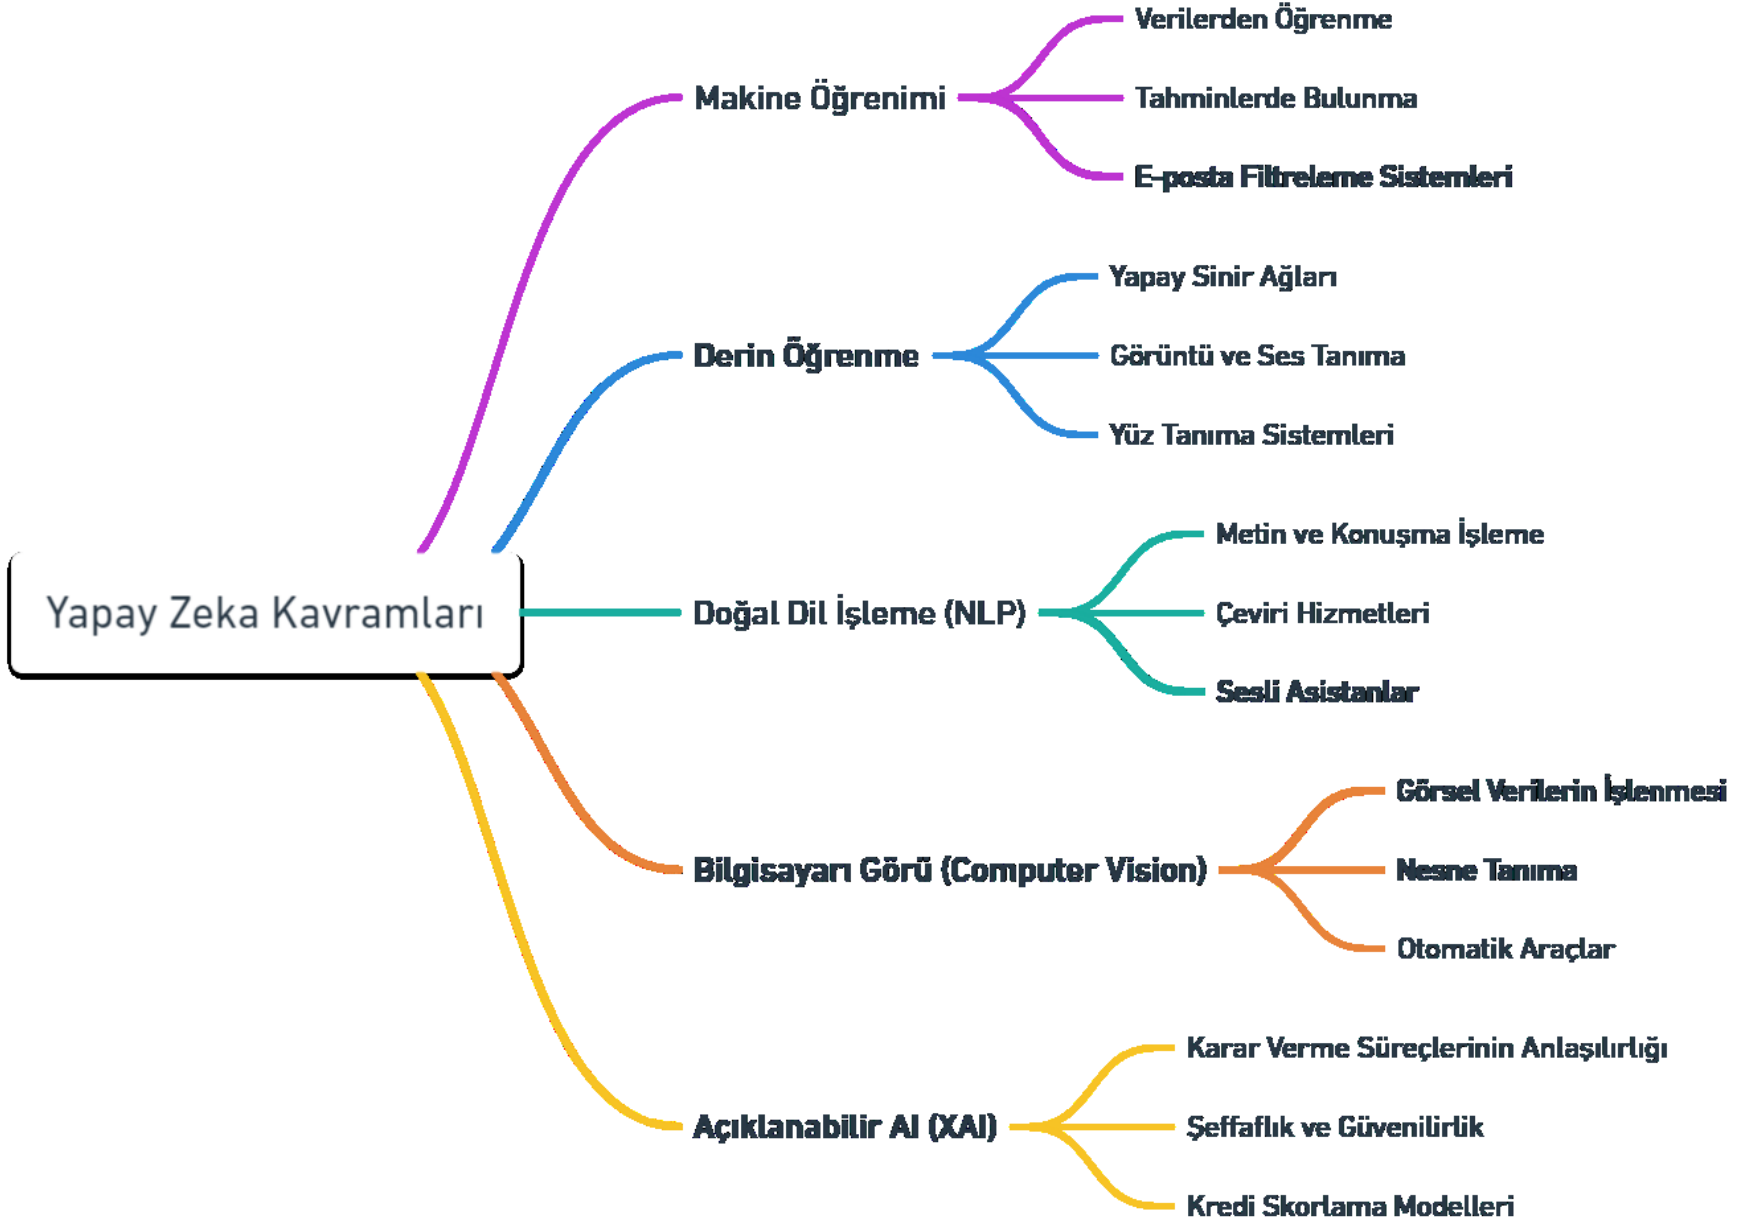 Verilerden Öğrenme
Makine Öğrenimi
Tahminlerde Bulunma
E-posta Filtreleme Sistemleri
Yapay Sinir Ağları
Derin Öğrenme
Görüntü ve Ses Tanıma
Yüz Tanıma Sistemleri
Metin ve Konuşma İşleme
Yapay Zeka Kavramları
Doğal Dil İşleme (NLP)
Çeviri Hizmetleri
Sesli Asistanlar
Görsel Verilerin İşlenmesi
Bilgisayarı Görü (Computer Vision)
Nesne Tanıma
Otomatik Araçlar
Karar Verme Süreçlerinin Anlaşılırlığı
Açıklanabilir AI (XAI)
Şeffaflık ve Güvenilirlik
Kredi Skorlama Modelleri